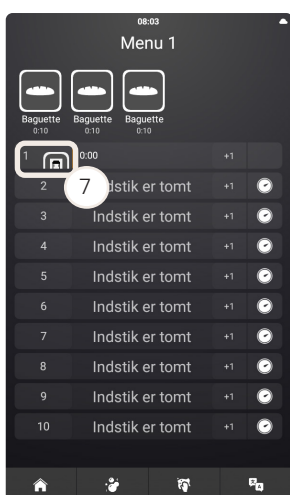 08:03
Menu 1
Baguette Baguette Baguette
0:10 0:10 0:10
1 0:00 +1
7
2 Indstik er tomt +1
3 Indstik er tomt +1
4 Indstik er tomt +1
5 Indstik er tomt +1
6 Indstik er tomt +1
7 Indstik er tomt +1
8 Indstik er tomt +1
9 Indstik er tomt +1
10 Indstik er tomt +1